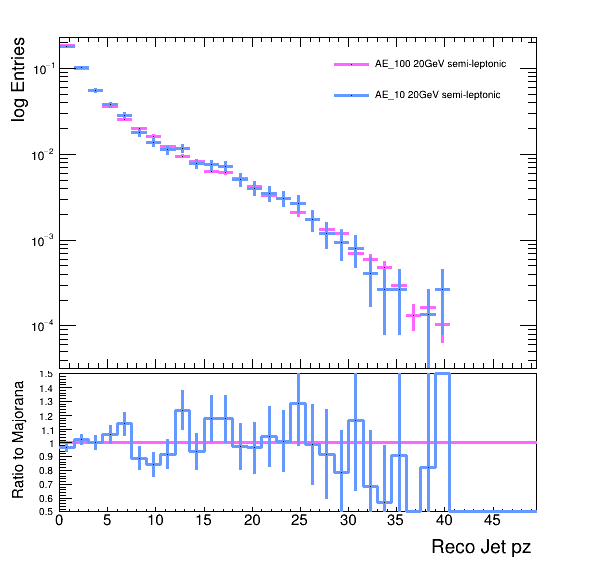 log Entries
AE_100 20GeV semi-leptonic
AE_10 20GeV semi-leptonic
10⁻¹
10⁻²
10⁻³
10⁻⁴
Ratio to Majorana
1.5
1.4
1.3
1.2
1.1
1
0.9
0.8
0.7
0.6
0.5
0 5 10 15 20 25 30 35 40 45
Reco Jet pz